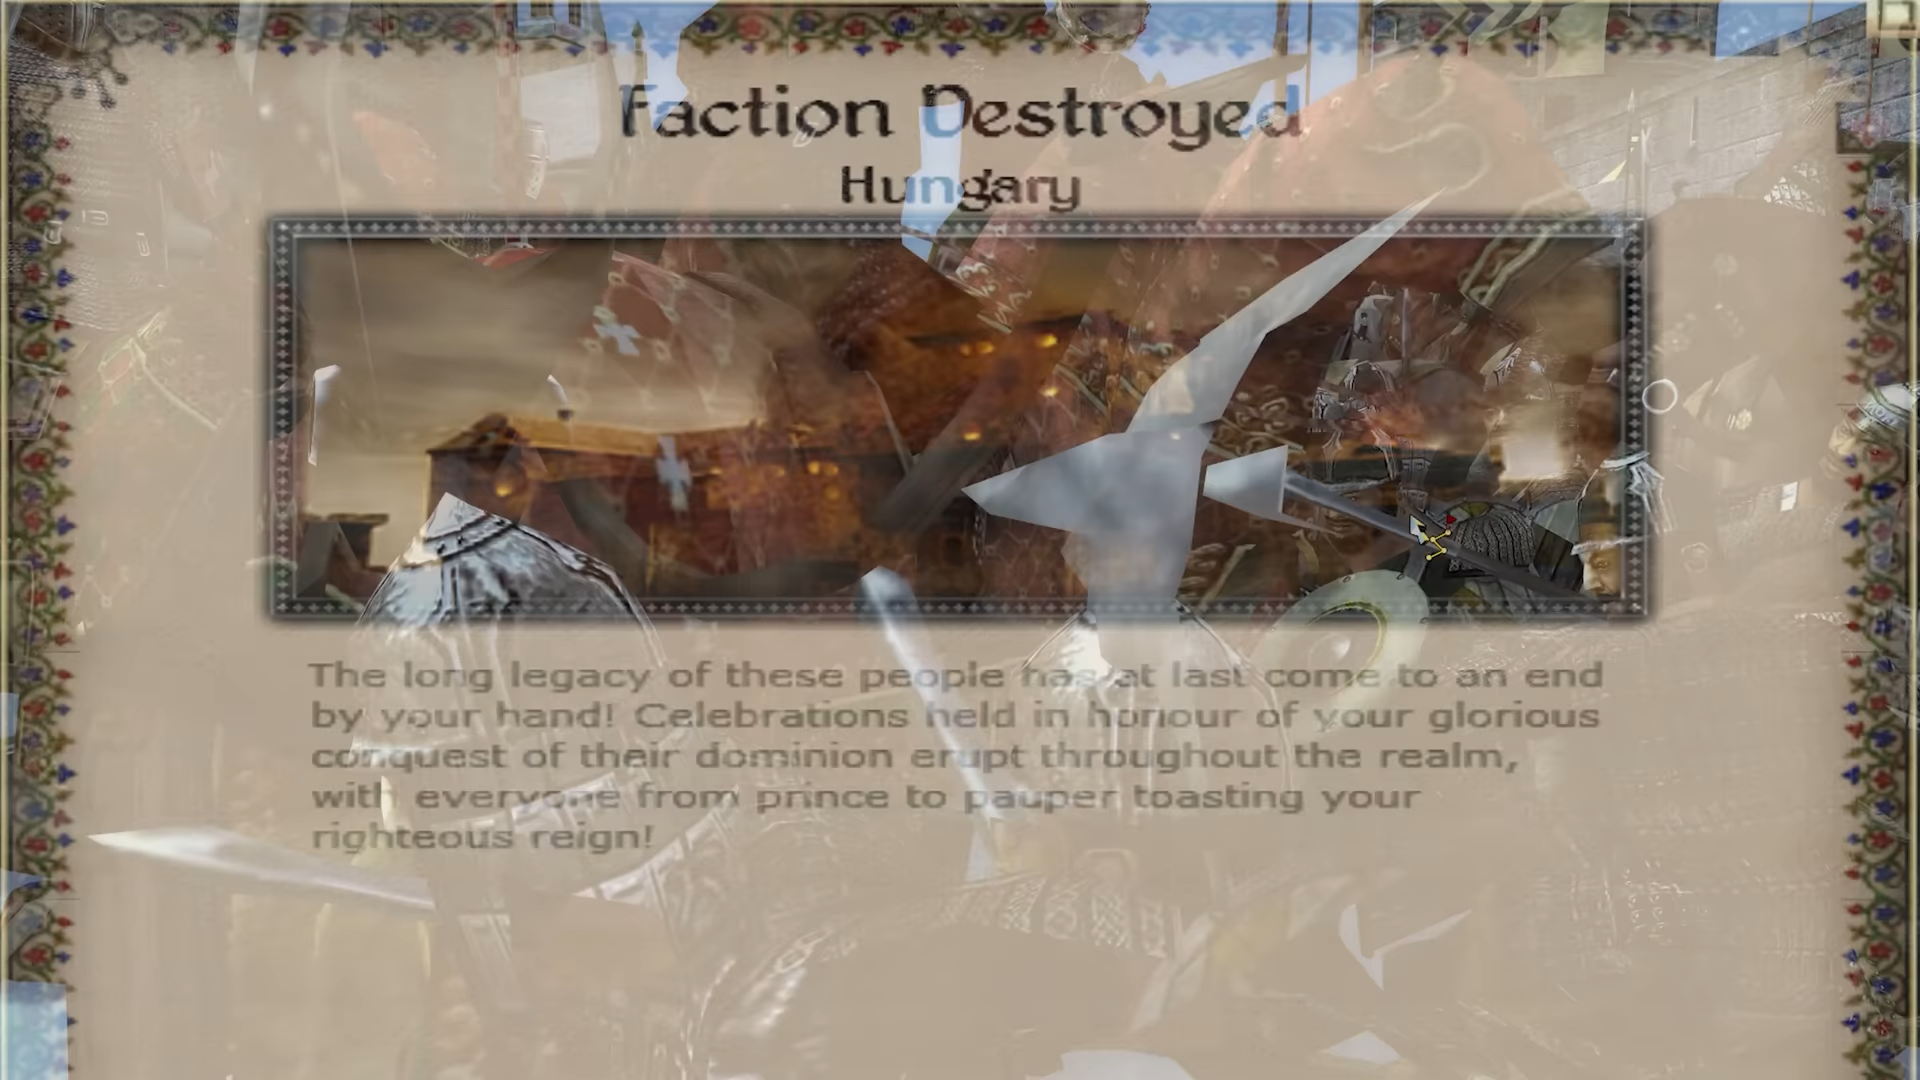 Faction Destroyed
Hungary
The long legacy of these people has at last come to an end
by your hand! Celebrations held in honour of your glorious
conquest of their dominion erupt throughout the realm,
with everyone from prince to pauper toasting your
righteous reign!